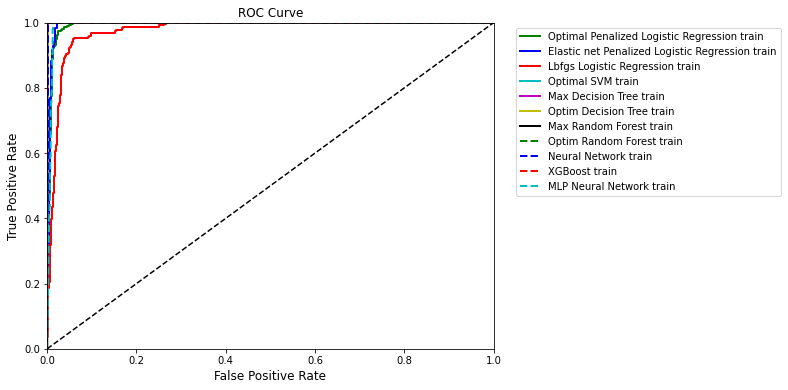 ROC Curve
1.0
0.8
0.6
0.4
0.2
0.0
True Positive Rate
0.0 0.2 0.4 0.6 0.8 1.0
False Positive Rate
Optimal Penalized Logistic Regression train
Elastic net Penalized Logistic Regression train
Lbfgs Logistic Regression train
Optimal SVM train
Max Decision Tree train
Optim Decision Tree train
Max Random Forest train
Optim Random Forest train
Neural Network train
XGBoost train
MLP Neural Network train